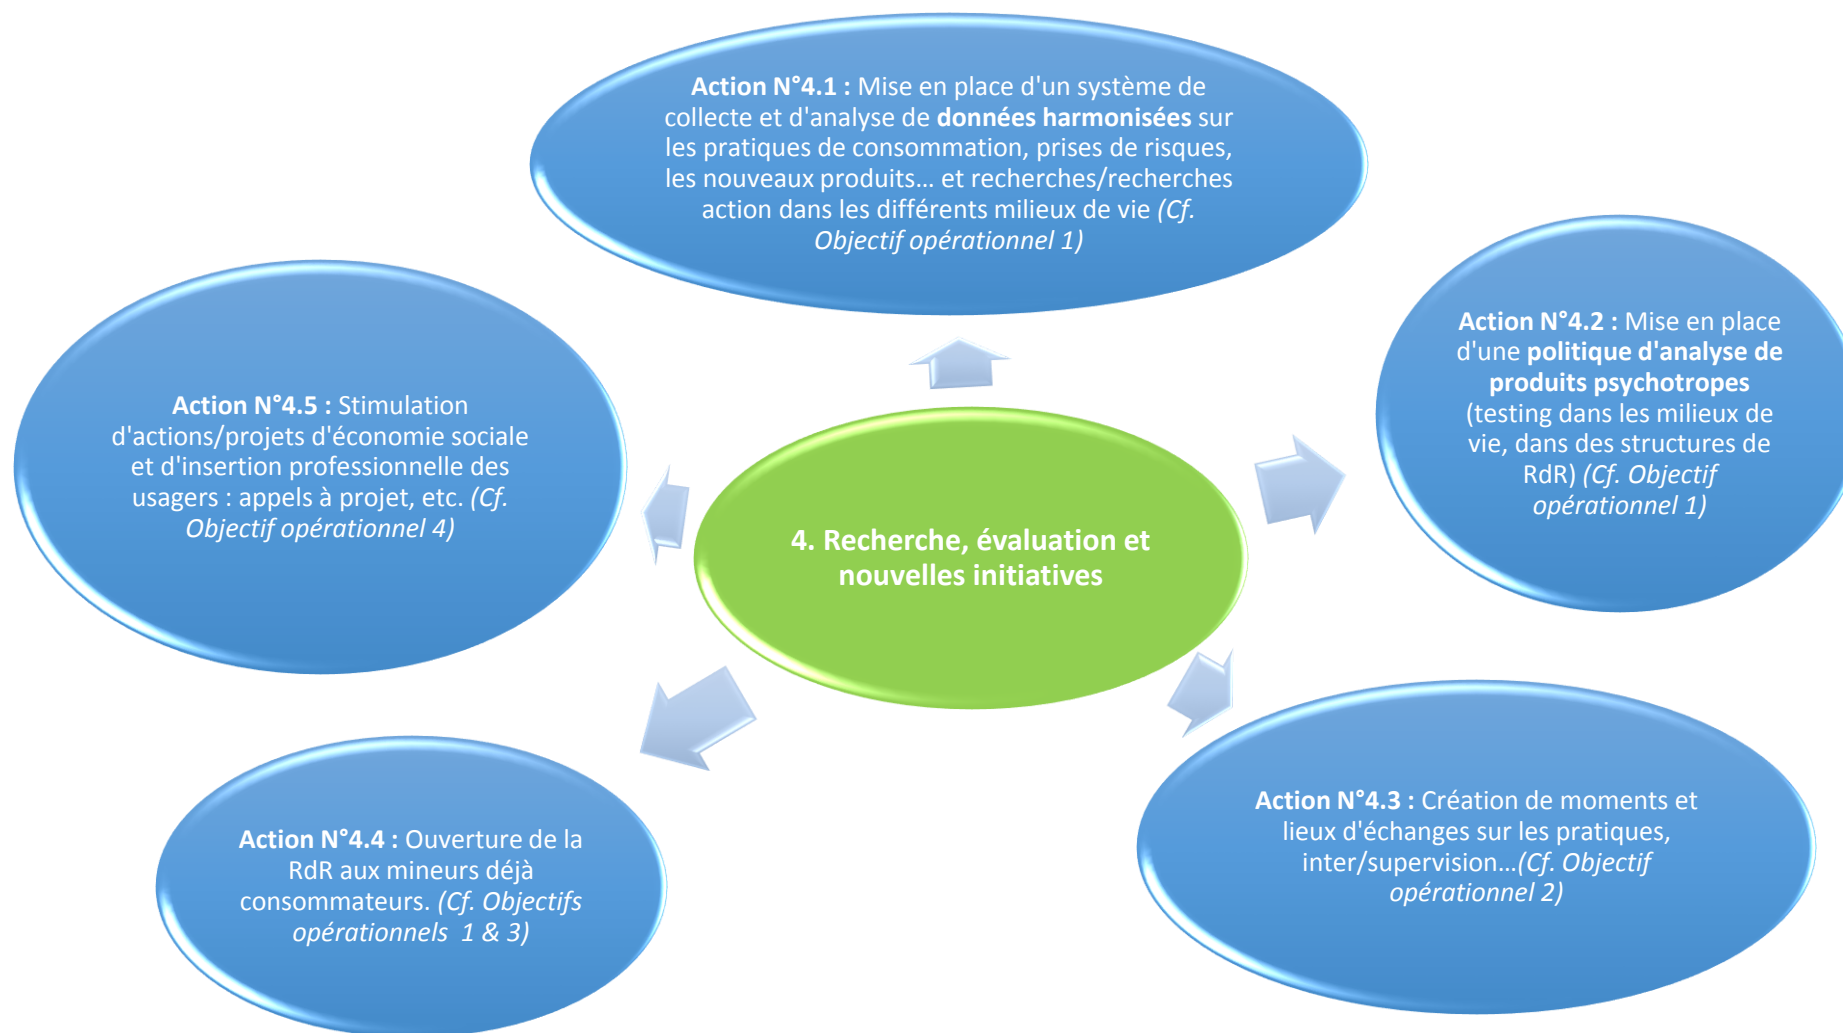 Action N°4.1 : Mise en place d'un système de
collecte et d'analyse de données harmonisées sur
les pratiques de consommation, prises de risques,
les nouveaux produits... et recherches/recherches
action dans les différents milieux de vie (Cf.
Objectif opérationnel 1)
Action N°4.2 : Mise en place
d'une politique d'analyse de
produits psychotropes
(testing dans les milieux de
vie, dans des structures de
RdR) (Cf. Objectif
opérationnel 1)
Action N°4.5 : Stimulation
d'actions/projets d'économie sociale
et d'insertion professionnelle des
usagers : appels à projet, etc. (Cf.
Objectif opérationnel 4)
4. Recherche, évaluation et
nouvelles initiatives
Action N°4.3 : Création de moments et
lieux d'échanges sur les pratiques,
inter/supervision...(Cf. Objectif
opérationnel 2)
Action N°4.4 : Ouverture de la
RdR aux mineurs déjà
consommateurs. (Cf. Objectifs
opérationnels  1 & 3)